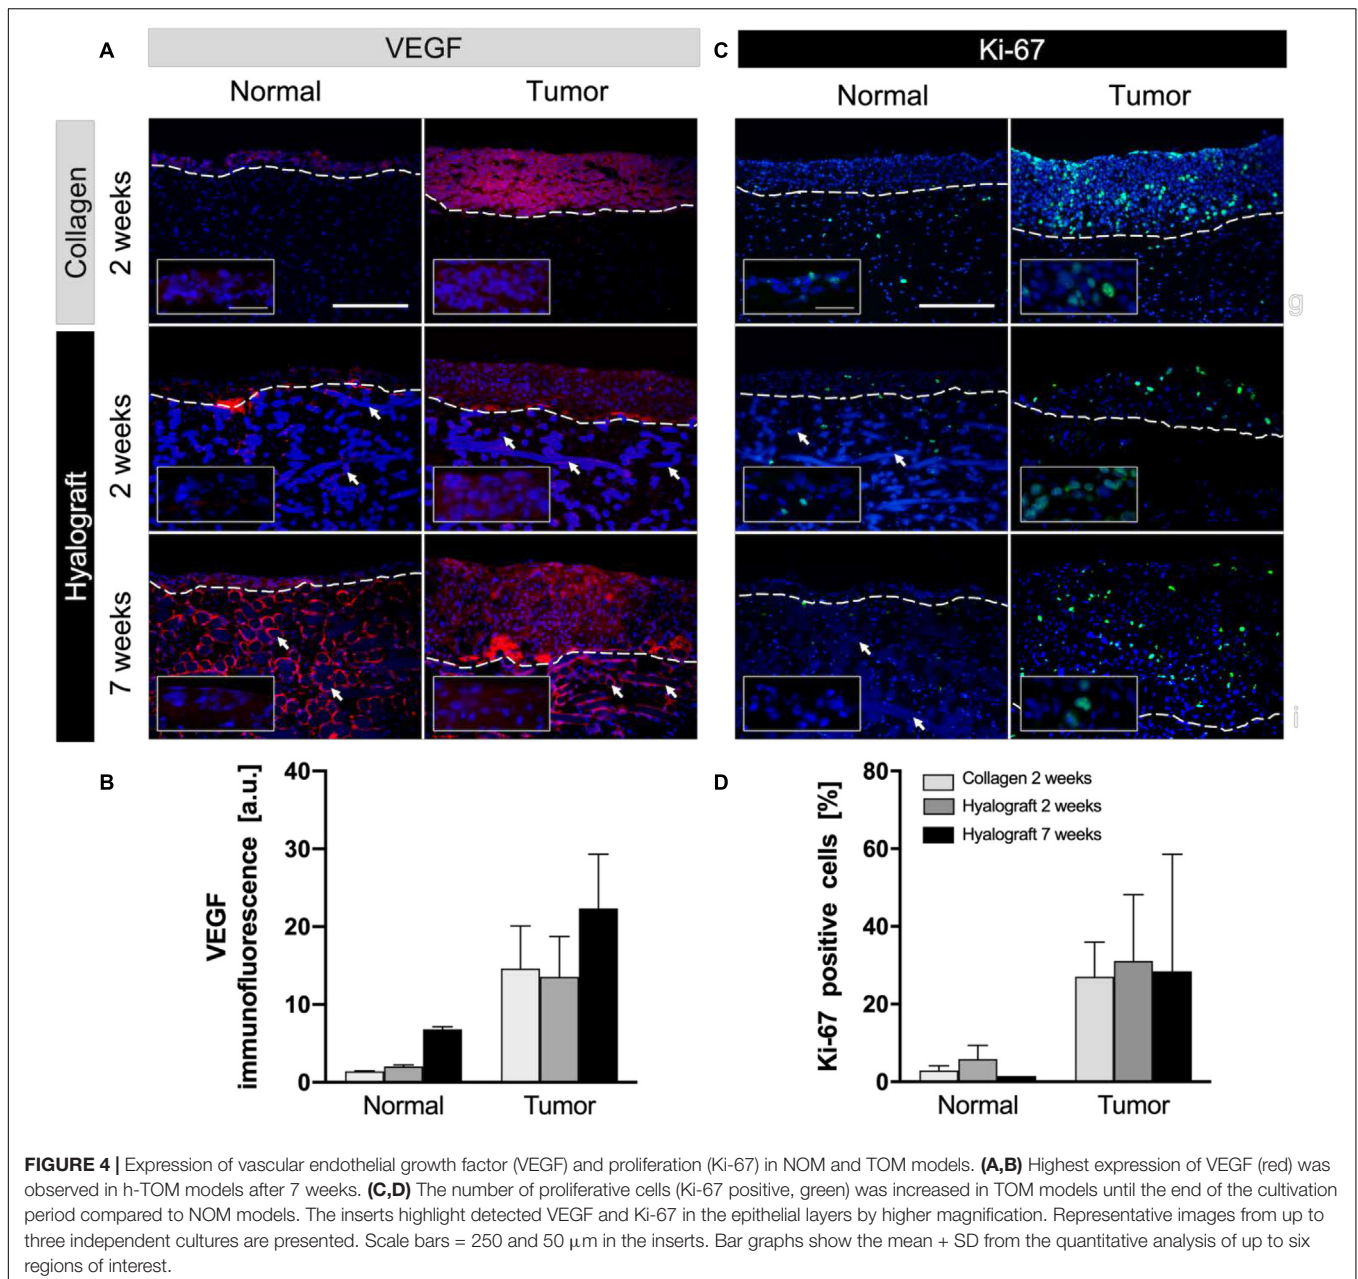 A
VEGF
C
Ki-67
Normal
Tumor
Normal
Tumor
Collagen
2 weeks
g
Hyalograft
2 weeks
7 weeks
i
B
VEGF
immunofluorescence [a.u.]
40
30
20
10
0
Normal
Tumor
D
Ki-67 positive cells [%]
80
60
40
20
0
Collagen 2 weeks
Hyalograft 2 weeks
Hyalograft 7 weeks
Normal
Tumor
FIGURE 4 | Expression of vascular endothelial growth factor (VEGF) and proliferation (Ki-67) in NOM and TOM models. (A,B) Highest expression of VEGF (red) was
observed in h-TOM models after 7 weeks. (C,D) The number of proliferative cells (Ki-67 positive, green) was increased in TOM models until the end of the cultivation
period compared to NOM models. The inserts highlight detected VEGF and Ki-67 in the epithelial layers by higher magnification. Representative images from up to
three independent cultures are presented. Scale bars = 250 and 50 μm in the inserts. Bar graphs show the mean + SD from the quantitative analysis of up to six
regions of interest.